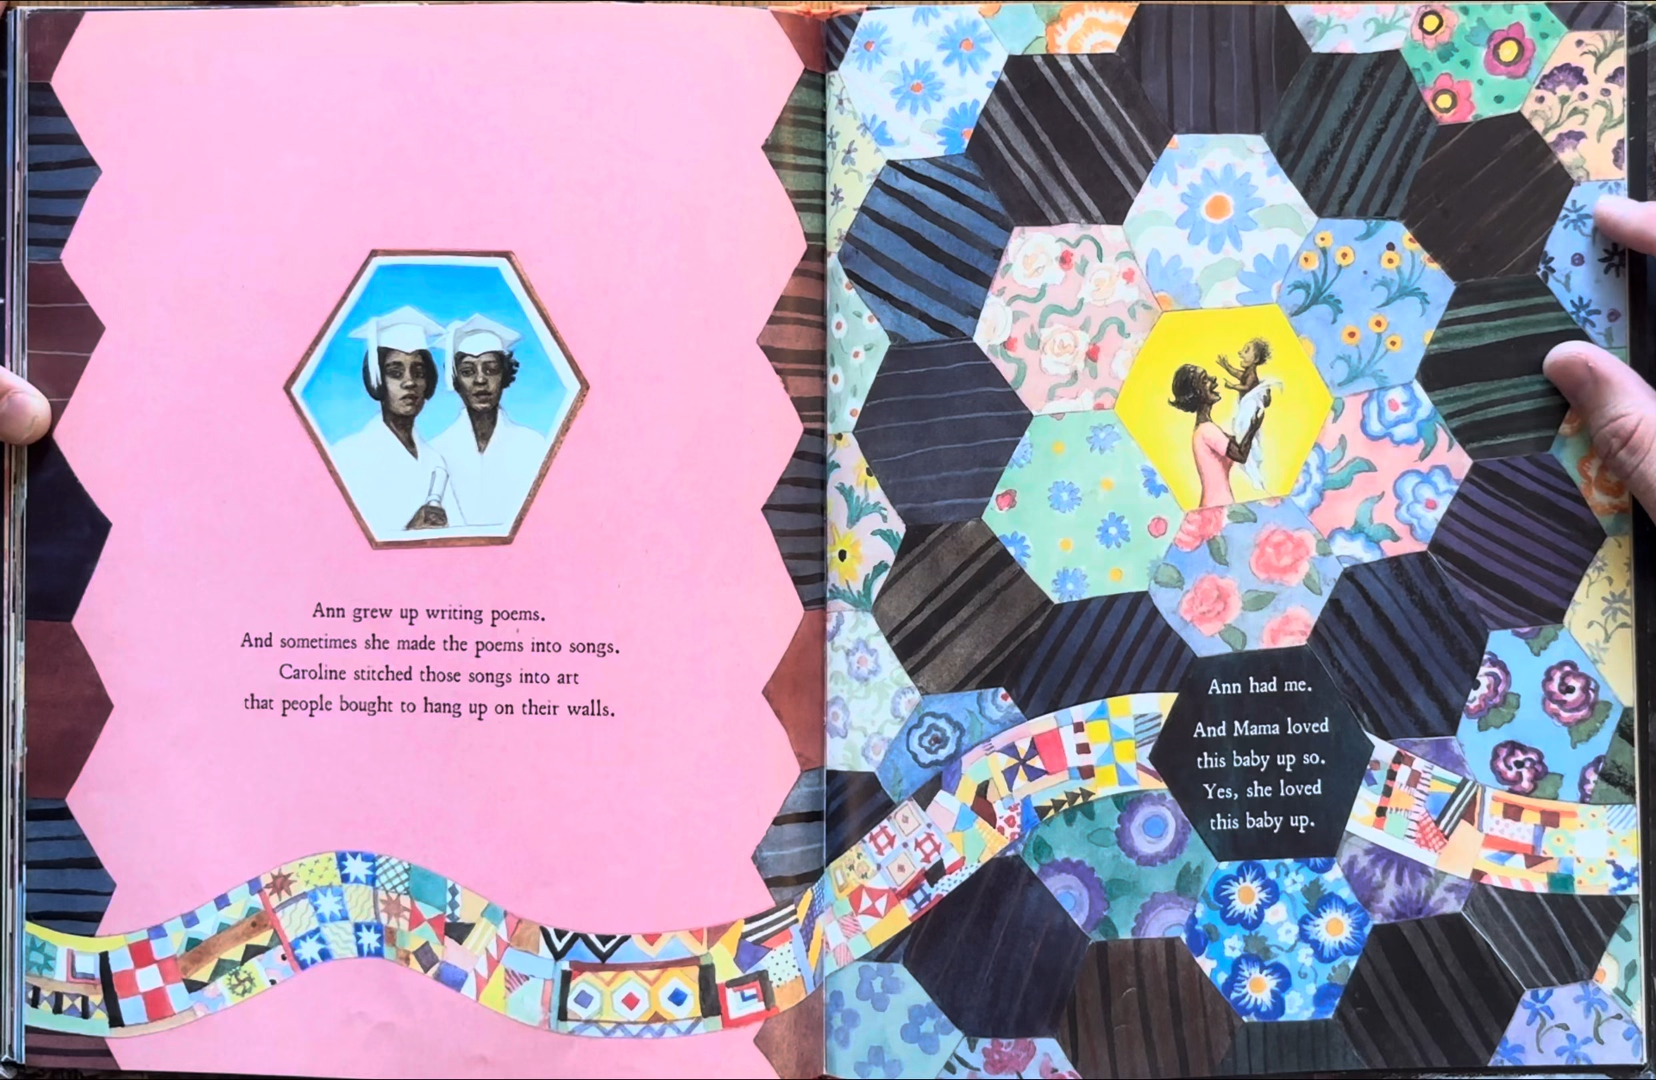 Ann grew up writing poems.
And sometimes she made the poems into songs.
Caroline stitched those songs into art
that people bought to hang up on their walls.
Ann had me.
And Mama loved
this baby up so.
Yes, she loved
this baby up.